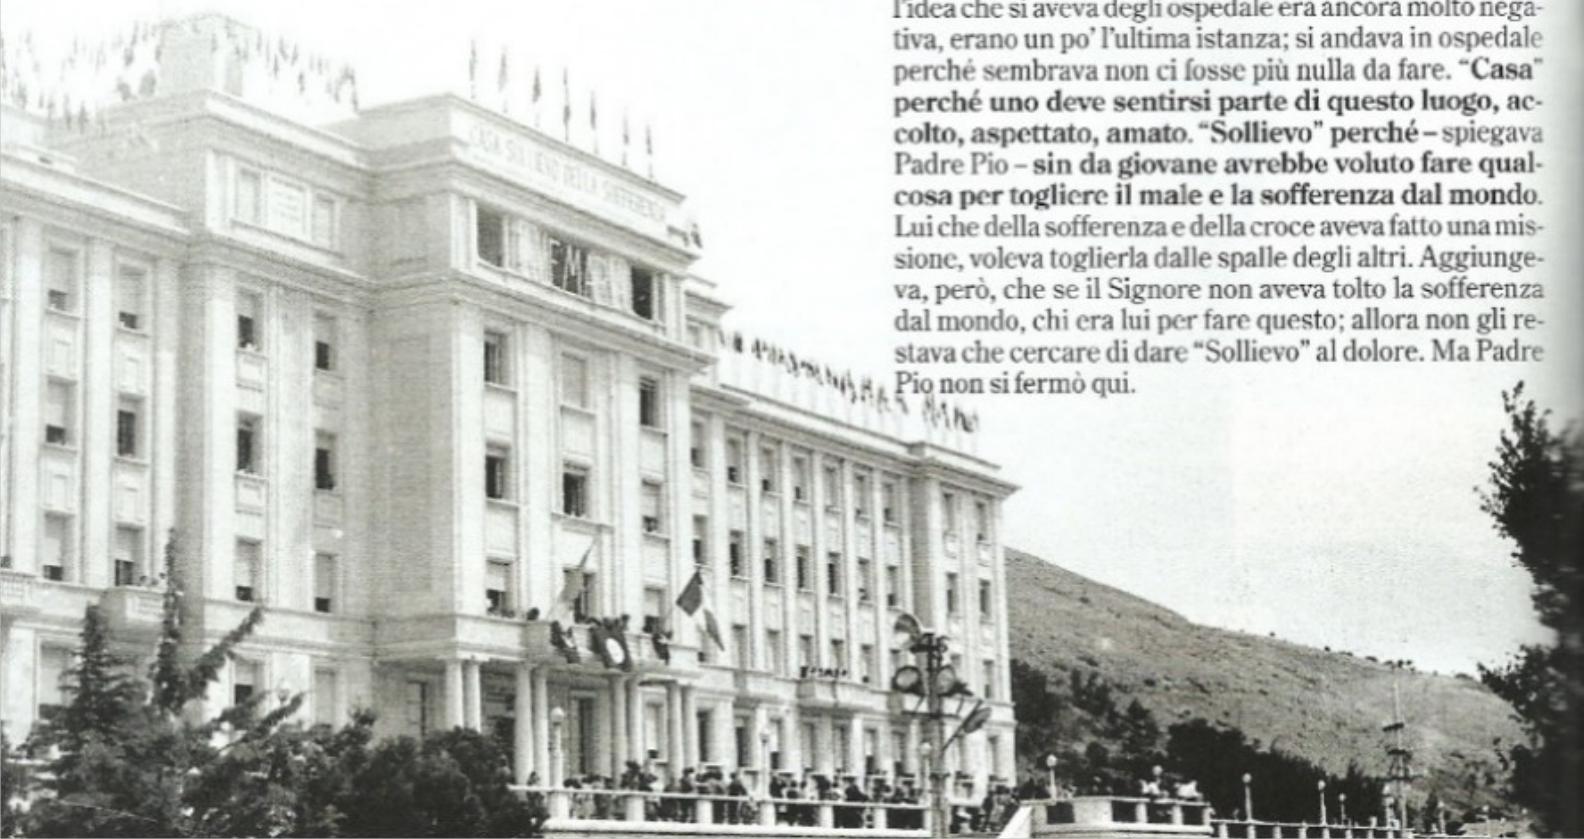 CASA SOLLIEVO DELLA SOFFERENZA
l'idea che si aveva degli ospedale era ancora molto nega-
tiva, erano un po' l'ultima istanza; si andava in ospedale
perché sembrava non ci fosse più nulla da fare. “Casa”
perché uno deve sentirsi parte di questo luogo, ac-
colto, aspettato, amato. “Sollievo” perché – spiegava
Padre Pio – sin da giovane avrebbe voluto fare qual-
cosa per togliere il male e la sofferenza dal mondo.
Lui che della sofferenza e della croce aveva fatto una mis-
sione, voleva toglierla dalle spalle degli altri. Aggiunge-
va, però, che se il Signore non aveva tolto la sofferenza
dal mondo, chi era lui per fare questo; allora non gli re-
stava che cercare di dare “Sollievo” al dolore. Ma Padre
Pio non si fermò qui.